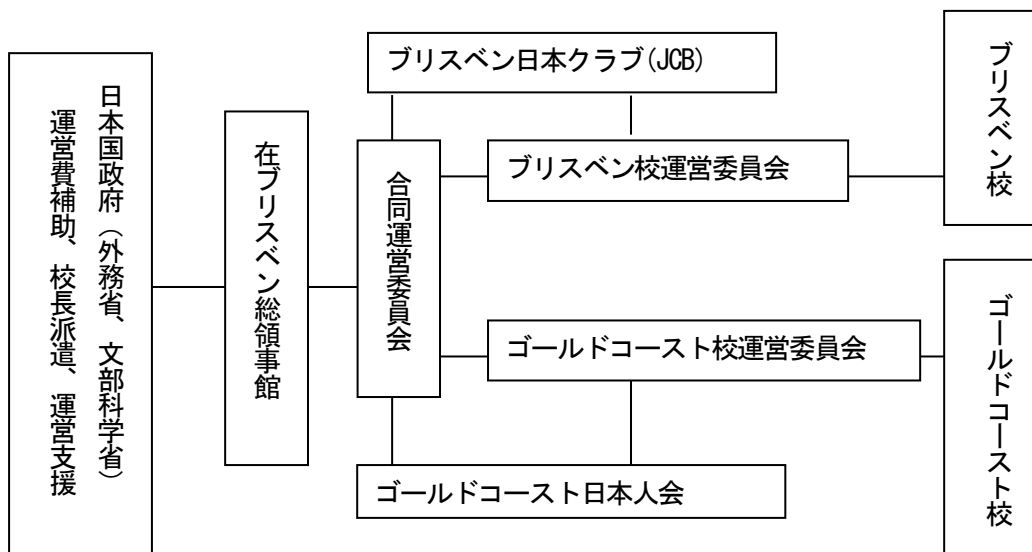 日本国政府（外務省、文部科学省）
運営費補助、校長派遣、運営支援
在ブリスベン総領事館
合同運営委員会
ブリスベン日本クラブ(JCB)
ブリスベン校運営委員会
ブリスベン校
ゴールドコースト校運営委員会
ゴールドコースト日本人会
ゴールドコースト校